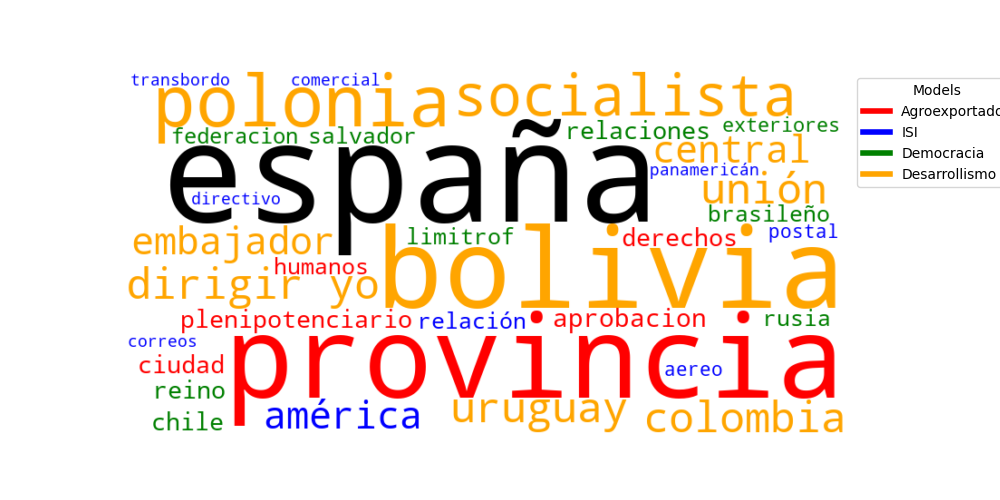 transbordo comercial
polonia socialista
federacion salvador relaciones exteriores
españa central
panamericán
directivo unión
brasileño
embajador limitrof derechos postal
humanos bolivia
dirigir yo
plenipotenciario relación aprobacion rusia
correos provincia
ciudad aereo
reino
chile américa uruguay colombia
Models
Agroexportado
ISI
Democracia
Desarrollismo